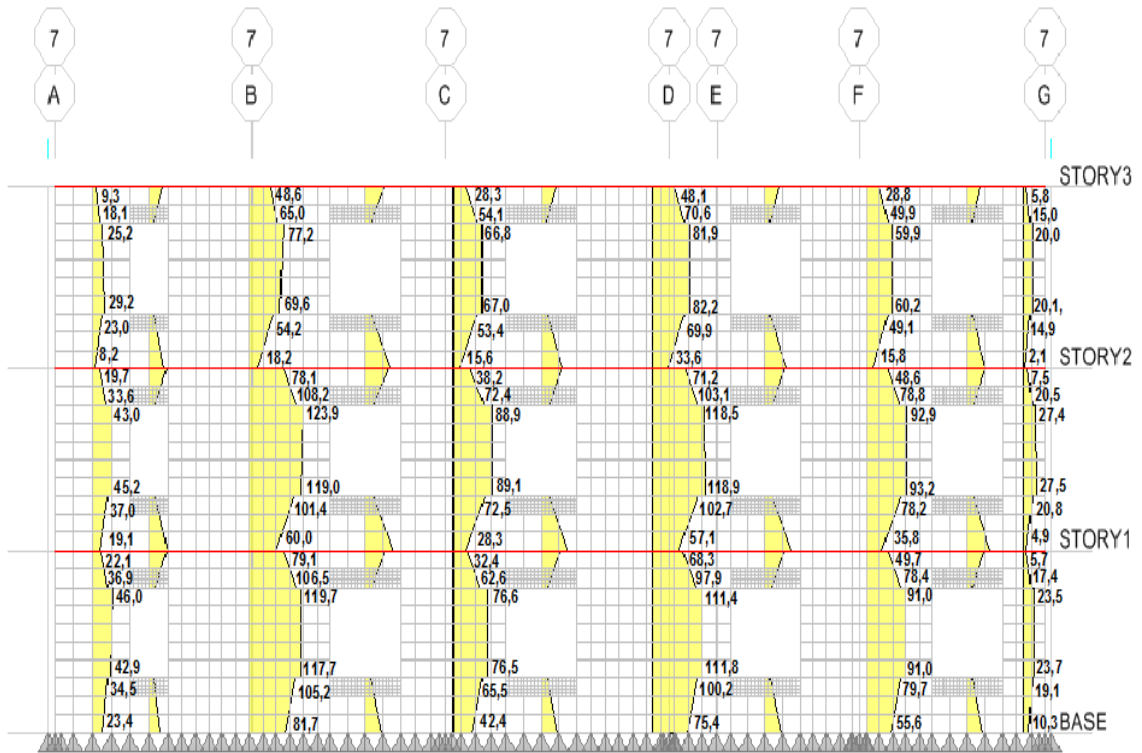 7 7 7 7 7 7 7
A B C D E F G
STORY3
9,3 48,6 28,3 48,1 28,8 5,8
18,1 65,0 54,1 70,6 49,9 15,0
25,2 77,2 66,8 81,9 59,9 20,0
29,2 69,6 67,0 82,2 60,2 20,1,
23,0 54,2 53,4 69,9 49,1 14,9
8,2 18,2 15,6 33,6 15,8 2,1 STORY2
19,7 78,1 38,2 71,2 48,6 7,5
33,6 108,2 72,4 103,1 78,8 20,5
43,0 123,9 88,9 118,5 92,9 27,4
45,2 119,0 89,1 118,9 93,2 27,5
37,0 101,4 72,5 102,7 78,2 20,8
19,1 60,0 28,3 57,1 35,8 4,9 STORY1
22,1 79,1 32,4 68,3 49,7 5,7
36,9 106,5 62,6 97,9 78,4 17,4
46,0 119,7 76,6 111,4 91,0 23,5
42,9 117,7 76,5 111,8 91,0 23,7
34,5 105,2 65,5 100,2 79,7 19,1
23,4 81,7 42,4 75,4 55,6 10,3 BASE